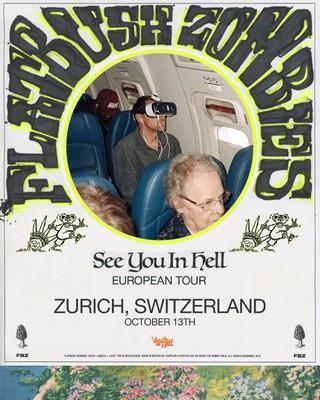 FLATBUSH ZOMBIES
See You In Hell
EUROPEAN TOUR
ZURICH, SWITZERLAND
OCTOBER 13TH
FBZ
FBZ